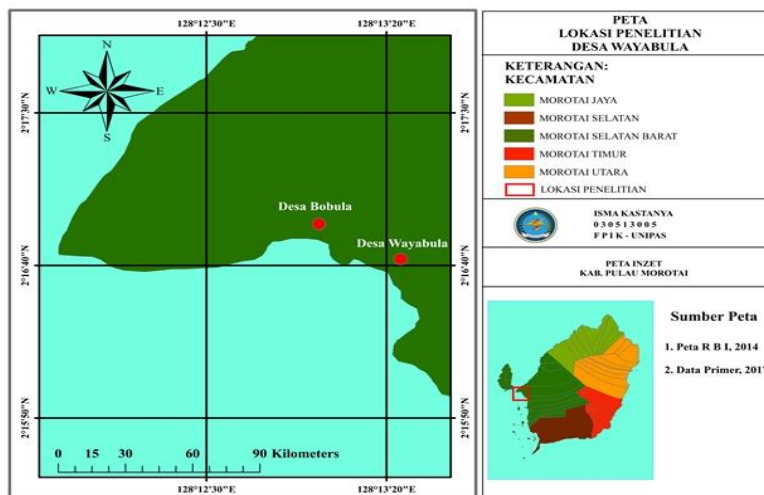 128°12'30"E
128°13'20"E
N
W
E
S
2°17'30"N
2°17'30"N
Desa Bobula
Desa Wayabula
2°16'40"N
2°16'40"N
2°15'50"N
2°15'50"N
0 15 30 60 90 Kilometers
128°12'30"E
128°13'20"E
PETA
LOKASI PENELITIAN
DESA WAYABULA
KETERANGAN:
KECAMATAN
MOROTAI JAYA
MOROTAI SELATAN
MOROTAI SELATAN BARAT
MOROTAI TIMUR
MOROTAI UTARA
LOKASI PENELITIAN
ISMA KASTANYA
030513005
FPIK - UNIPAS
PETA INZET
KAB. PULAU MOROTAI
Sumber Peta
1. Peta R B I, 2014
2. Data Primer, 2017